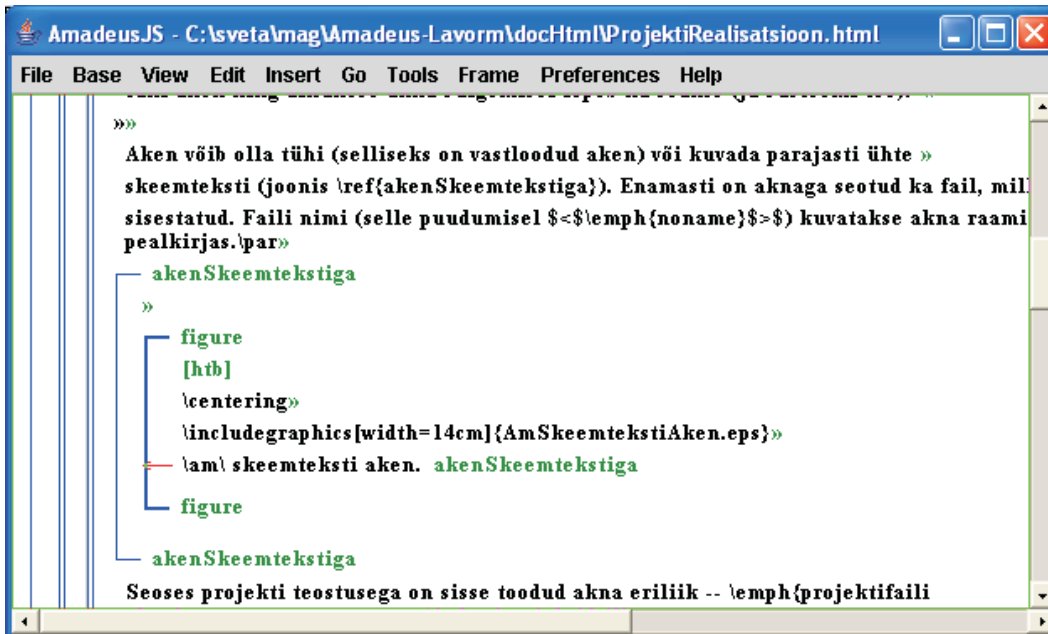 AmadeusJS - C:\sveta\mag\Amadeus-Lavorm\docHtml\ProjektiRealisatsioon.html
File Base View Edit Insert Go Tools Frame Preferences Help
»»»
Aken võib olla tühi (selliseks on vastloodud aken) või kuvada parajasti ühte »
skeemteksti (joonis \ref{akenSkeemtekstiga}). Enamasti on aknaga seotud ka fail, mill
sisestatud. Faili nimi (selle puudumisel $<$\emph{noname}$>$) kuvatakse akna raami
pealkirjas.\par»
akenSkeemtekstiga
»
figure
[htb]
\centering»
\includegraphics[width=14cm]{AmSkeemtekstiAken.eps}»
\am\ skeemteksti aken. akenSkeemtekstiga
figure
akenSkeemtekstiga
Seoses projekti teostusega on sisse toodud akna eriliik -- \emph{projektifaili